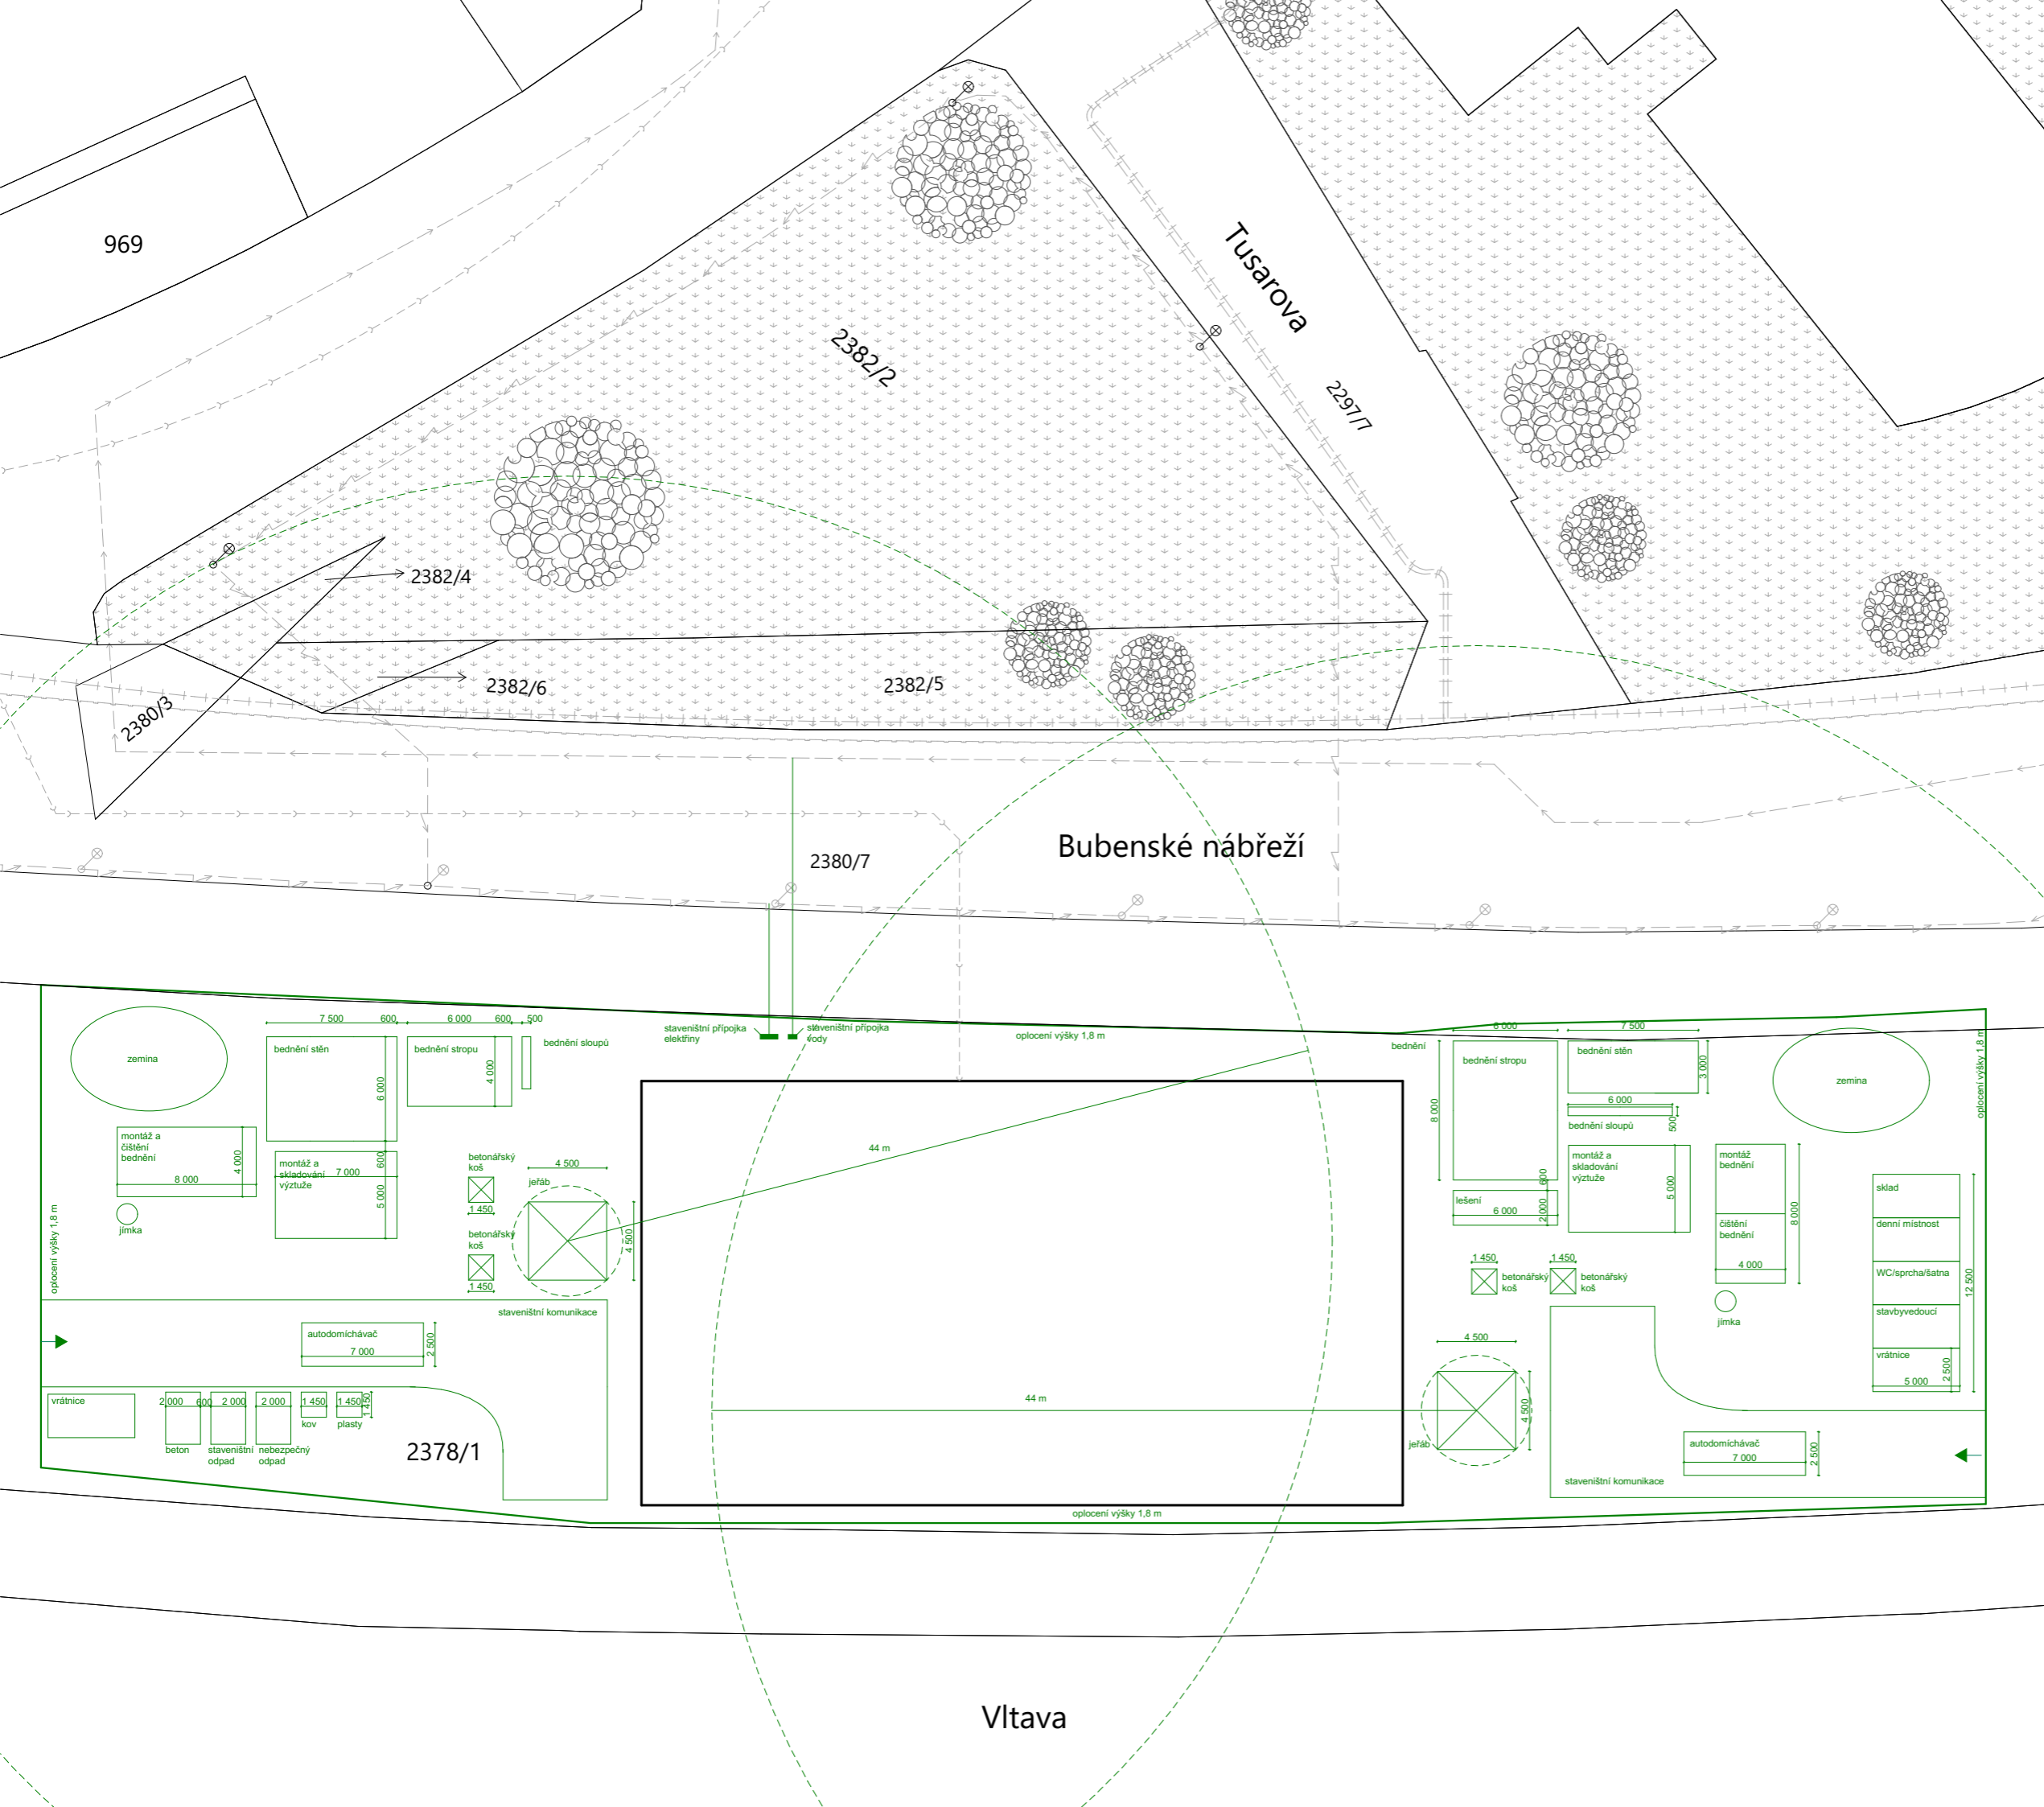 969
Tusarova
2382/2
2297/7
2382/4
2382/6
2382/5
2380/3
Bubenské nábřeží
2380/7
7 500
600
6 000
600
500
zemina
bednění stěn
6 000
bednění stropu
4 000
bednění sloupů
staveništní přípojka
elektřiny
staveništní přípojka
vody
oplocení výšky 1,8 m
bednění
6 000
7 500
bednění stropu
8 000
bednění stěn
3 000
6 000
500
bednění sloupů
zemina
oplocení výšky 1,8 m
montáž a
čištění
bednění
4 000
8 000
jímka
600
montáž a
skladování
výztuže
7 000
5 000
betonářský
koš
1 450
betonářský
koš
1 450
4 500
jeřáb
4 500
44 m
600
lešení
6 000
2 000
montáž a
skladování
výztuže
5 000
montáž
bednění
čištění
bednění
8 000
4 000
jímka
1 450
betonářský
koš
1 450
betonářský
koš
sklad
denní místnost
WC/sprcha/šatna
stavbyvedoucí
vrátnice
12 500
2 500
5 000
oplocení výšky 1,8 m
staveništní komunikace
autodomíchávač
7 000
2 500
vrátnice
2 000
600
2 000
2 000
1 450
1 450
1 450
beton
staveništní
odpad
nebezpečný
odpad
kov
plasty
2378/1
44 m
4 500
4 500
jeřáb
autodomíchávač
7 000
2 500
staveništní komunikace
oplocení výšky 1,8 m
Vltava